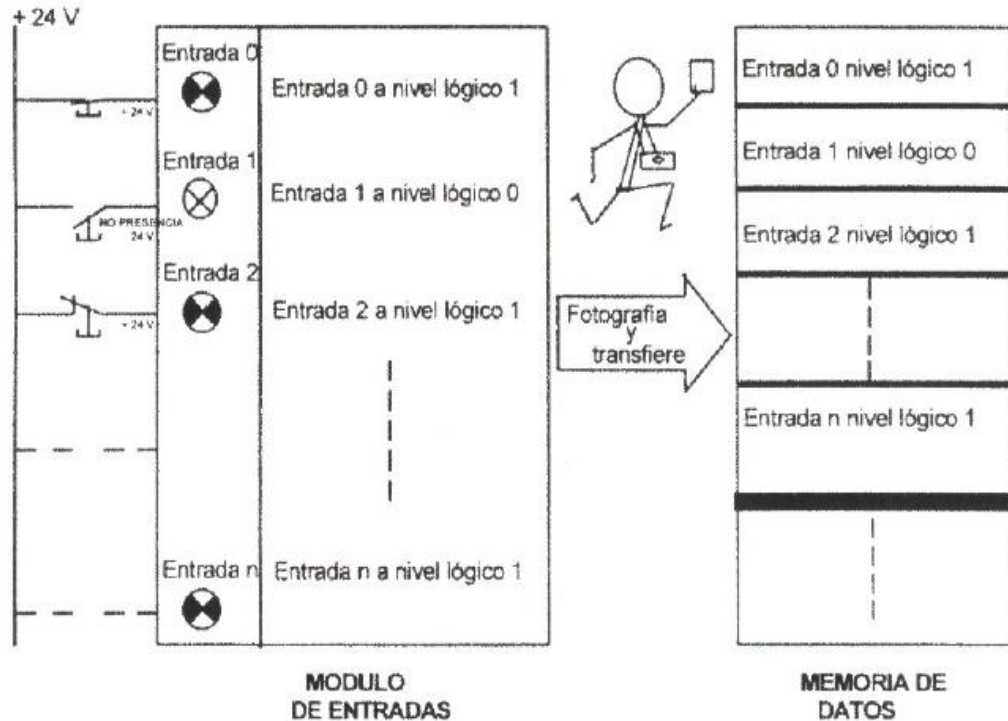 + 24 V
Entrada 0
Entrada 0 a nivel lógico 1
+ 24 V
Entrada 1
Entrada 1 a nivel lógico 0
NO PRESENCIA
24 V
Entrada 2
Entrada 2 a nivel lógico 1
+ 24 V
Entrada n
Entrada n a nivel lógico 1
MODULO
DE ENTRADAS
Fotografia
y
transfiere
Entrada 0 nivel lógico 1
Entrada 1 nivel lógico 0
Entrada 2 nivel lógico 1
Entrada n nivel lógico 1
MEMORIA DE
DATOS